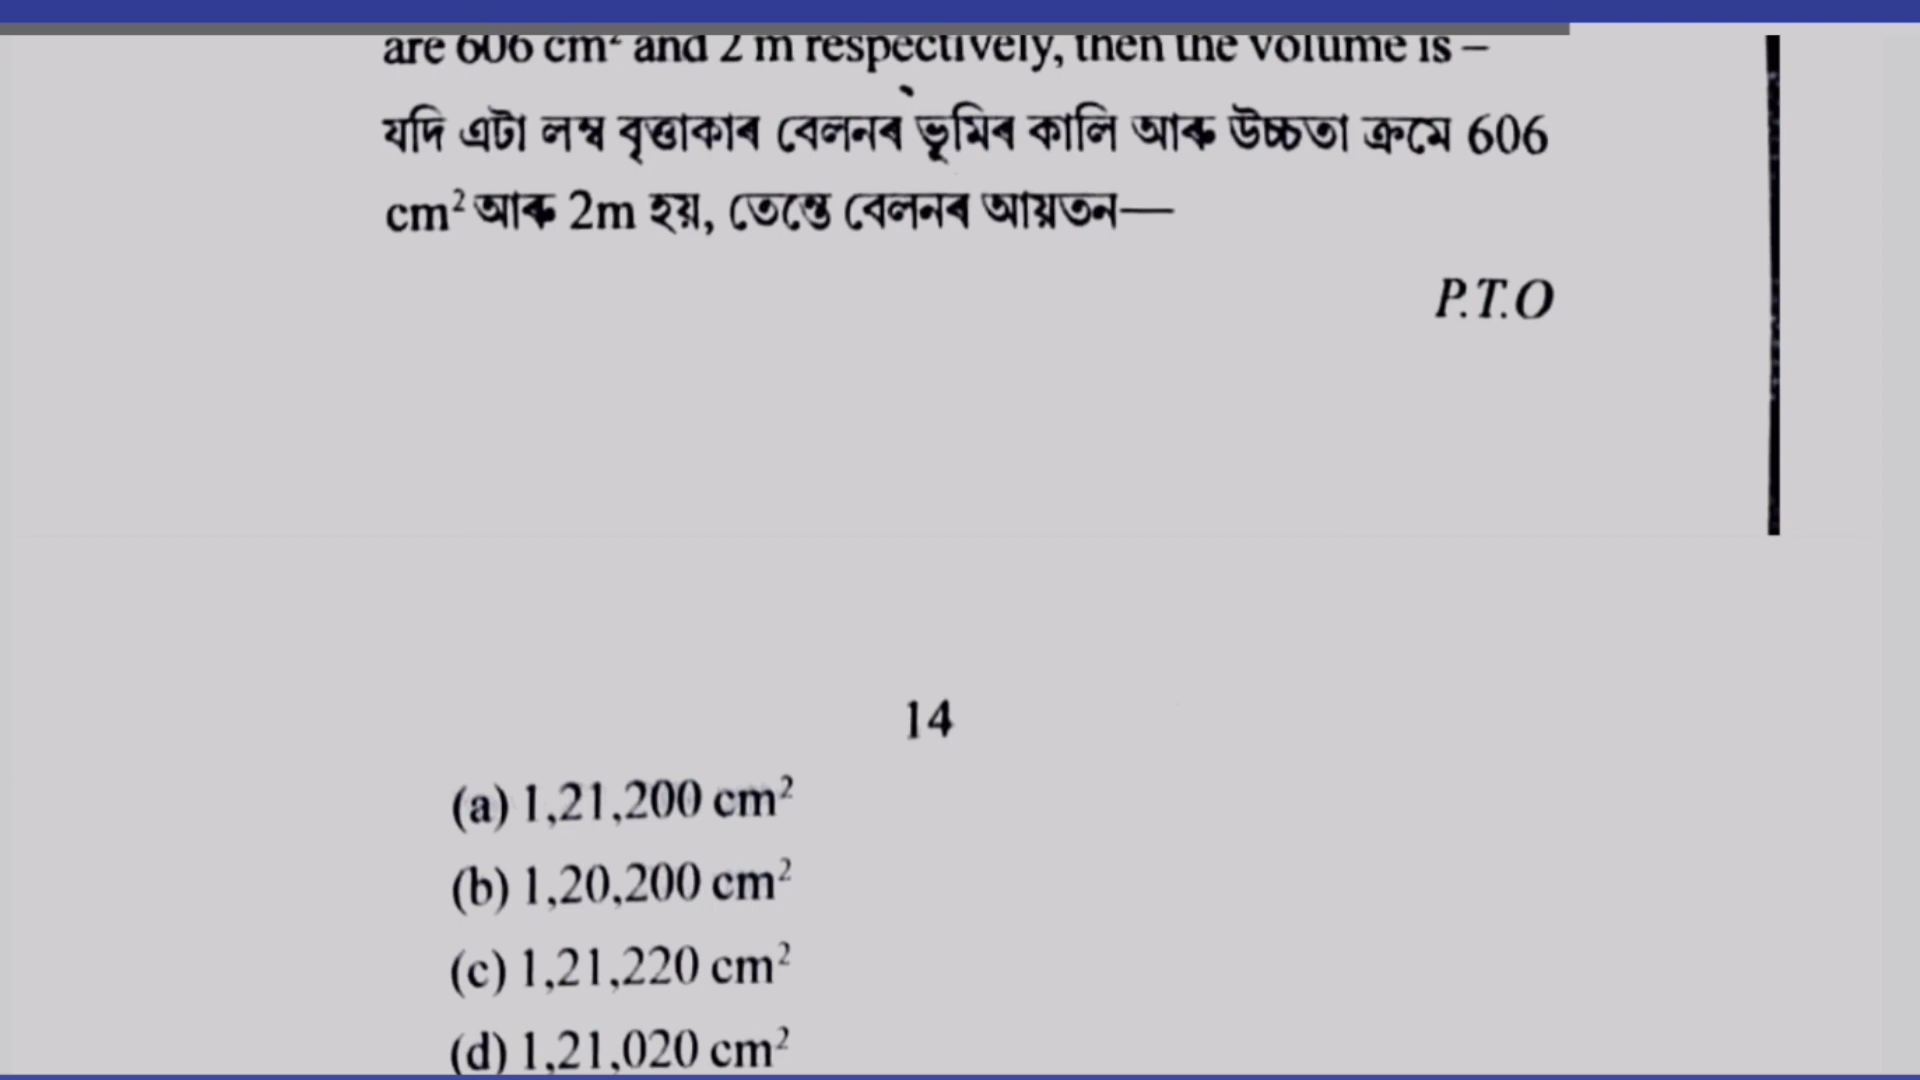 are 606 cm² and 2 m respectively, then the volume is –
যদি এটা লম্ব বৃত্তাকাৰ বেলনৰ ভূমিৰ কালি আৰু উচ্চতা ক্ৰমে 606
cm² আৰু 2m হয়, তেন্তে বেলনৰ আয়তন—
P.T.O
14
(a) 1,21,200 cm²
(b) 1,20,200 cm²
(c) 1,21,220 cm²
(d) 1,21,020 cm²